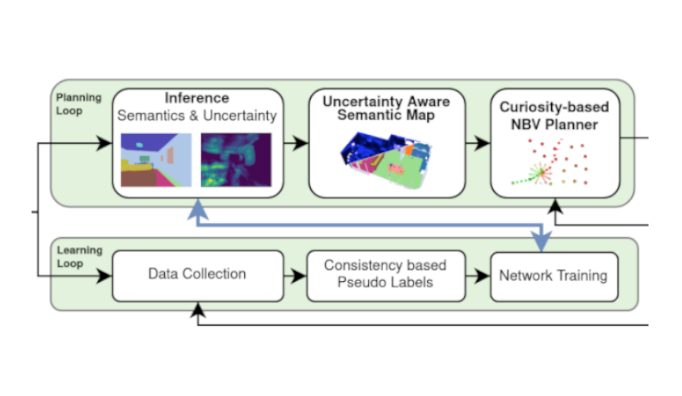 Planning
Loop
Inference
Semantics & Uncertainty
Uncertainty Aware
Semantic Map
Curiosity-based
NBV Planner
Learning
Loop
Data Collection
Consistency based
Pseudo Labels
Network Training